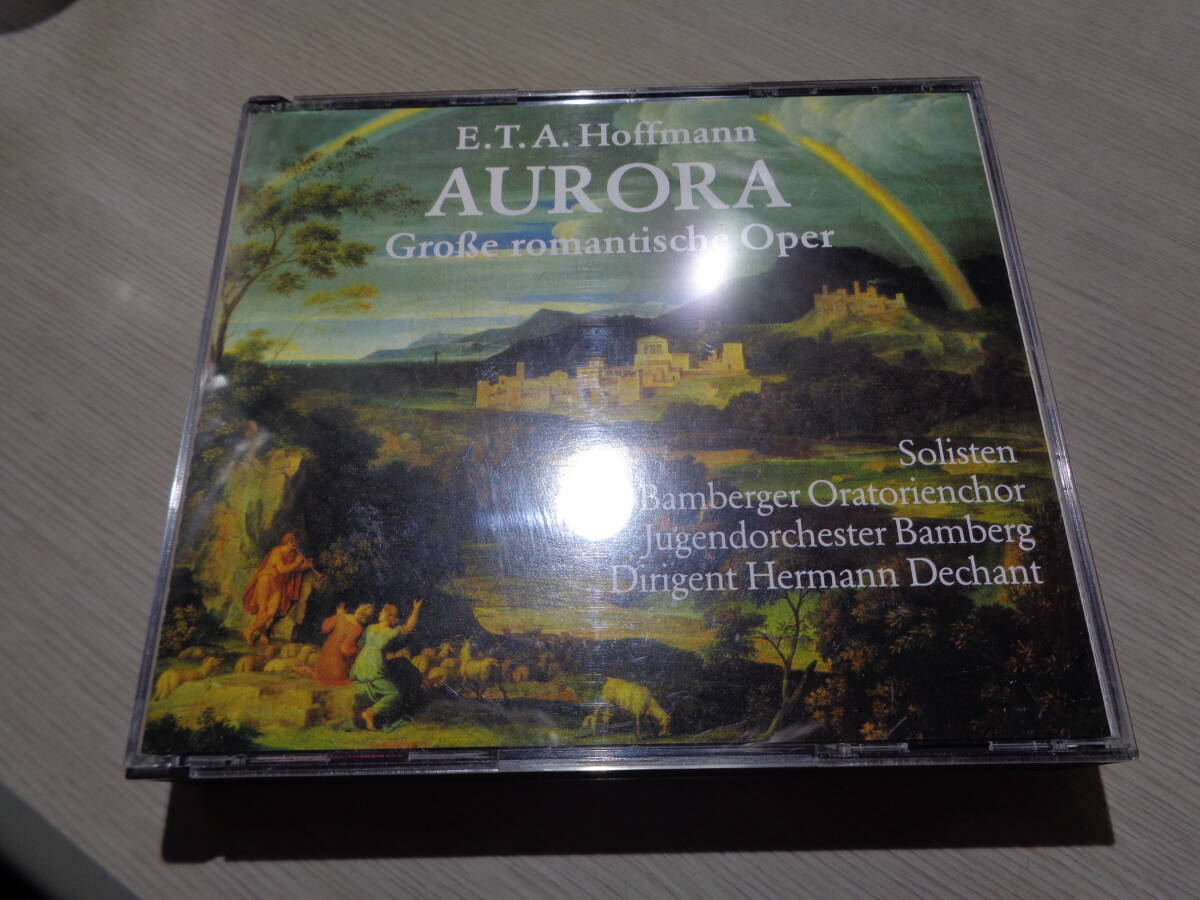 E.T.A. Hoffmann
AURORA
Große romantische Oper
Solisten
Bamberger Oratorienchor
Jugendorchester Bamberg
Dirigent Hermann Dechant